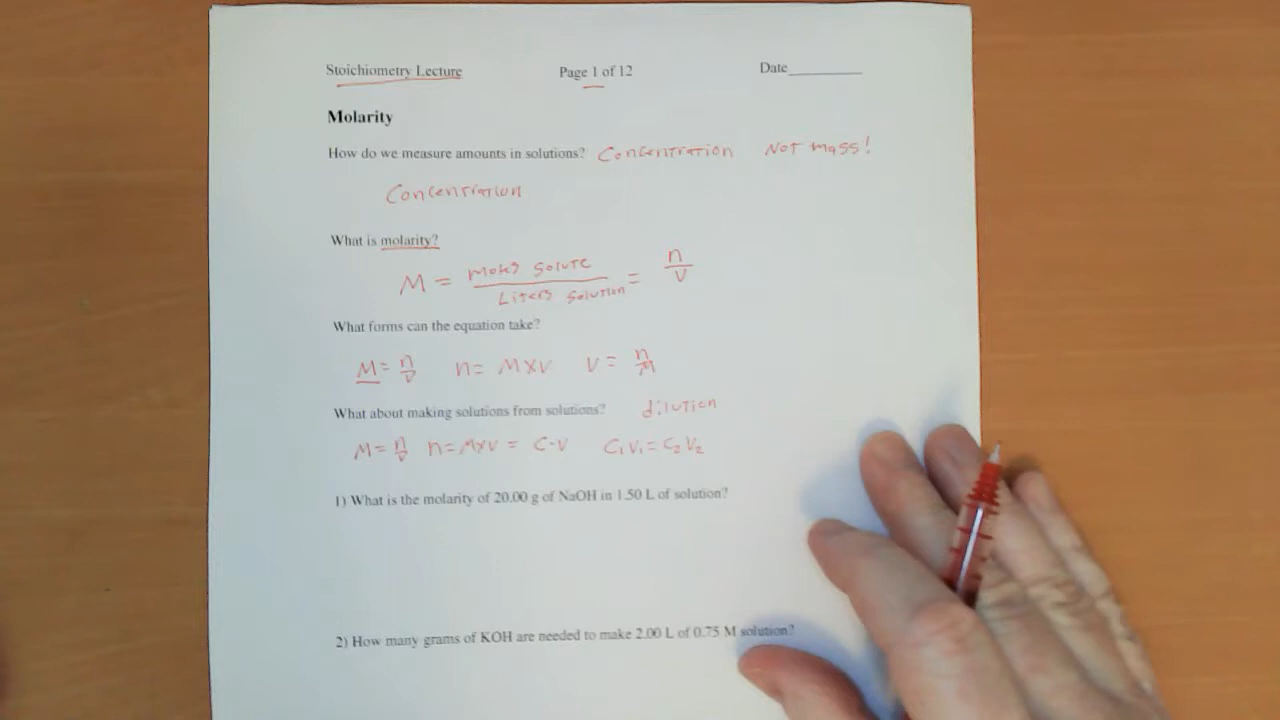 Stoichiometry Lecture Page 1 of 12 Date________
Molarity
How do we measure amounts in solutions? Concentration Not mass!
Concentration
What is molarity?
M = moles solute / Liters solution = n / v
What forms can the equation take?
M = n/v n = M x v v = n/M
What about making solutions from solutions? dilution
M = n/v n = M x v = C·V C₁V₁ = C₂V₂
1) What is the molarity of 20.00 g of NaOH in 1.50 L of solution?
2) How many grams of KOH are needed to make 2.00 L of 0.75 M solution?